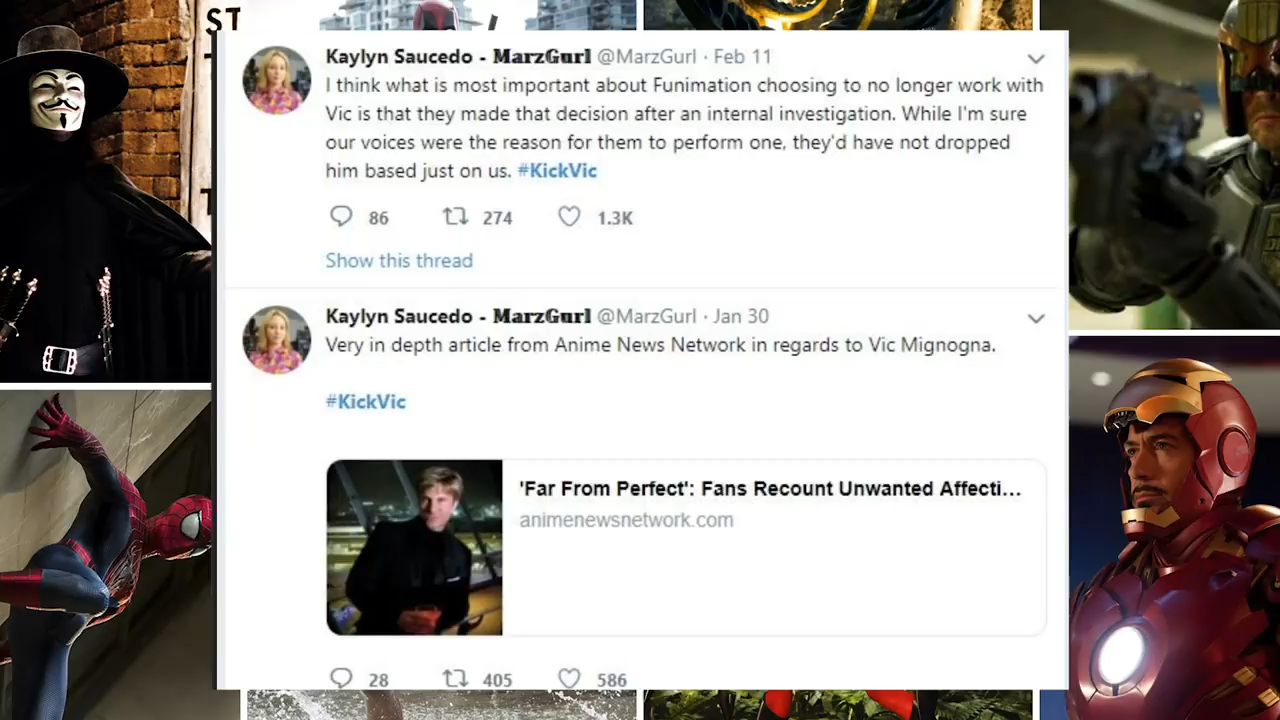 ST
Kaylyn Saucedo - MarzGurl @MarzGurl · Feb 11
I think what is most important about Funimation choosing to no longer work with
Vic is that they made that decision after an internal investigation. While I'm sure
our voices were the reason for them to perform one, they'd have not dropped
him based just on us. #KickVic
86 274 1.3K
Show this thread
Kaylyn Saucedo - MarzGurl @MarzGurl · Jan 30
Very in depth article from Anime News Network in regards to Vic Mignogna.
#KickVic
'Far From Perfect': Fans Recount Unwanted Affecti...
animenewsnetwork.com
28 405 586